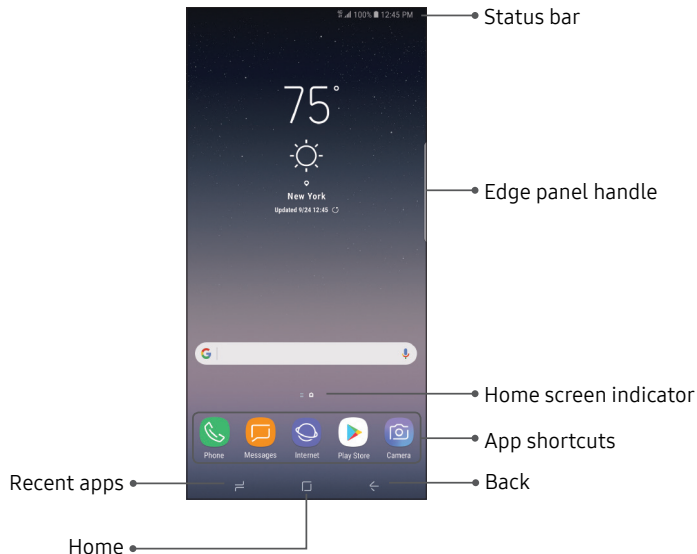 100% 12:45 PM
Status bar
75°
New York
Updated 9/24 12:45
Edge panel handle
G
Home screen indicator
App shortcuts
Phone Messages Internet Play Store Camera
Recent apps
Back
Home